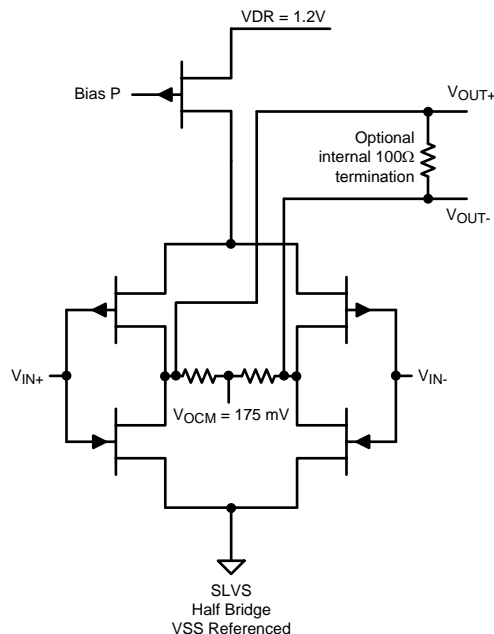 VDR = 1.2V
Bias P
VOUT+
Optional
internal 100Ω
termination
VOUT-
VIN+
VIN-
VOCM = 175 mV
SLVS
Half Bridge
VSS Referenced